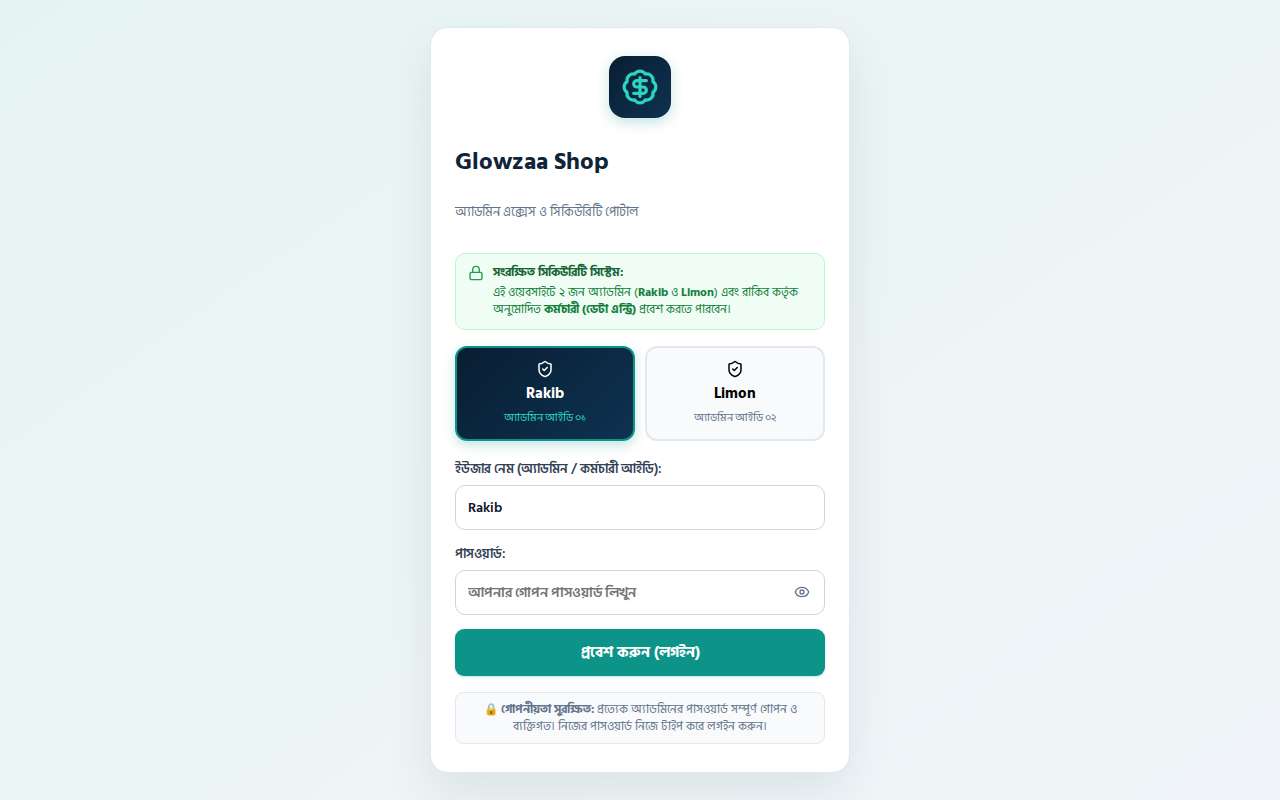 Glowzaa Shop
অ্যাডমিন এক্সেস ও সিকিউরিটি পোর্টাল
সংরক্ষিত সিকিউরিটি সিস্টেম:
এই ওয়েবসাইটে ২ জন অ্যাডমিন (Rakib ও Limon) এবং রাকিব কর্তৃক
অনুমোদিত কর্মচারী (ডেটা এন্ট্রি) প্রবেশ করতে পারবেন।
Rakib
অ্যাডমিন আইডি ০১
Limon
অ্যাডমিন আইডি ০২
ইউজার নেম (অ্যাডমিন / কর্মচারী আইডি):
Rakib
পাসওয়ার্ড:
আপনার গোপন পাসওয়ার্ড লিখুন
প্রবেশ করুন (লগইন)
🔒 গোপনীয়তা সুরক্ষিত: প্রত্যেক অ্যাডমিনের পাসওয়ার্ড সম্পূর্ণ গোপন ও
ব্যক্তিগত। নিজের পাসওয়ার্ড নিজে টাইপ করে লগইন করুন।